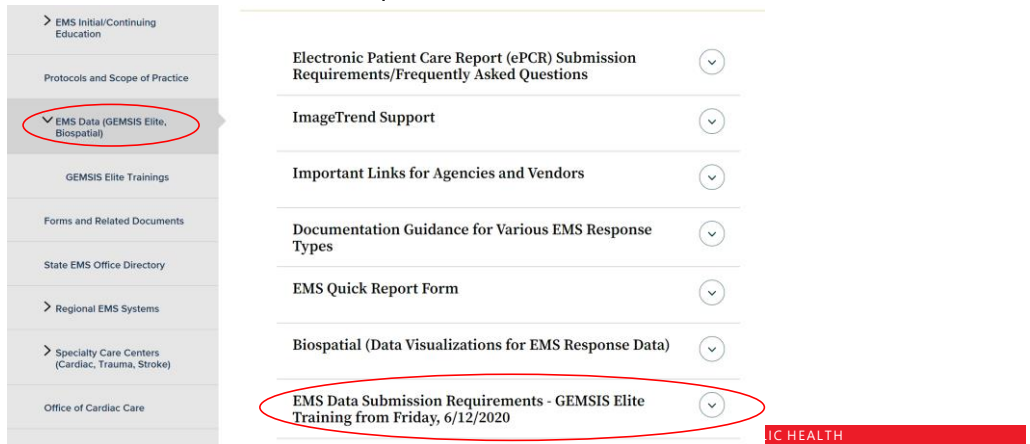 EMS Initial/Continuing
Education
Protocols and Scope of Practice
EMS Data (GEMSIS Elite,
Biospatial)
GEMSIS Elite Trainings
Forms and Related Documents
State EMS Office Directory
Regional EMS Systems
Specialty Care Centers
(Cardiac, Trauma, Stroke)
Office of Cardiac Care
Electronic Patient Care Report (ePCR) Submission
Requirements/Frequently Asked Questions
ImageTrend Support
Important Links for Agencies and Vendors
Documentation Guidance for Various EMS Response
Types
EMS Quick Report Form
Biospatial (Data Visualizations for EMS Response Data)
EMS Data Submission Requirements - GEMSIS Elite
Training from Friday, 6/12/2020
IC HEALTH